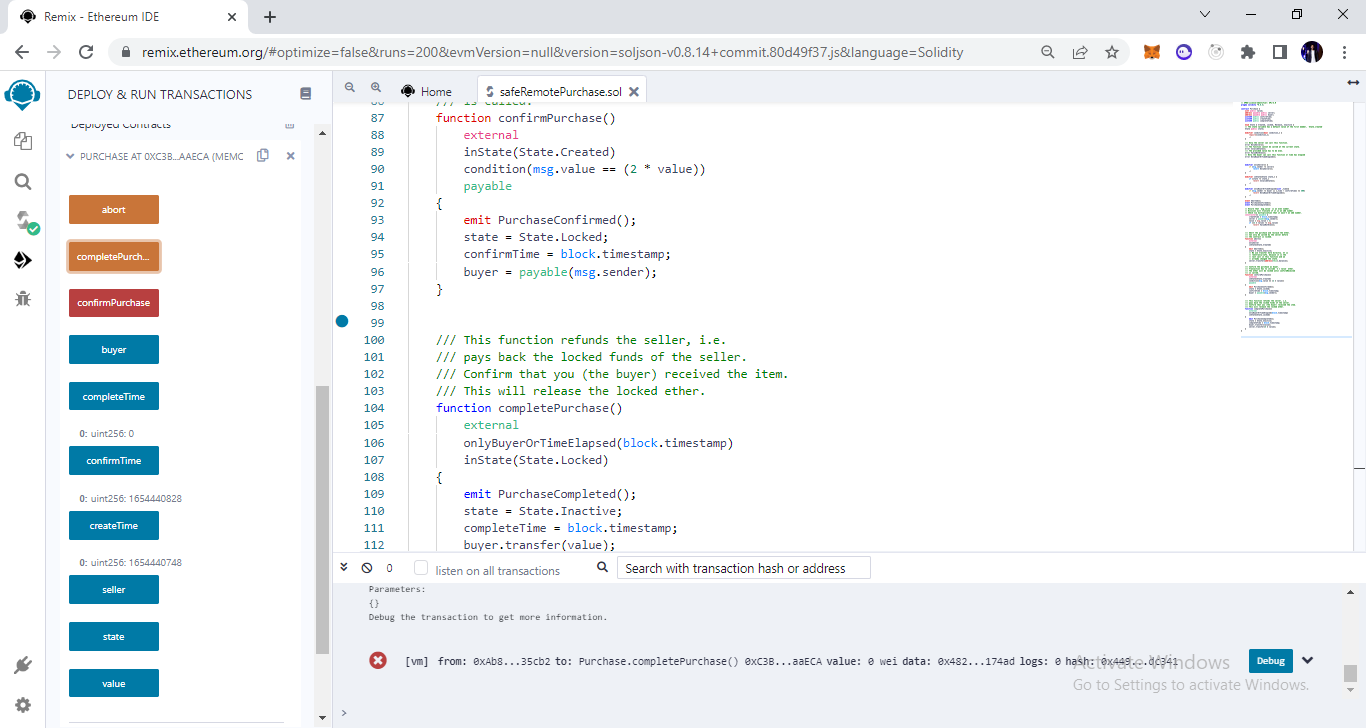 Remix - Ethereum IDE
remix.ethereum.org/#optimize=false&runs=200&evmVersion=null&version=soljson-v0.8.14+commit.80d49f37.js&language=Solidity
DEPLOY & RUN TRANSACTIONS
Deployed Contracts
PURCHASE AT 0XC3B...AAECA (MEMC
abort
completePurch...
confirmPurchase
buyer
completeTime
0: uint256: 0
confirmTime
0: uint256: 1654440828
createTime
0: uint256: 1654440748
seller
state
value
Home
safeRemotePurchase.sol
86 /// is called.
87 function confirmPurchase()
88 external
89 inState(State.Created)
90 condition(msg.value == (2 * value))
91 payable
92 {
93 emit PurchaseConfirmed();
94 state = State.Locked;
95 confirmTime = block.timestamp;
96 buyer = payable(msg.sender);
97 }
98
99
100 /// This function refunds the seller, i.e.
101 /// pays back the locked funds of the seller.
102 /// Confirm that you (the buyer) received the item.
103 /// This will release the locked ether.
104 function completePurchase()
105 external
106 onlyBuyerOrTimeElapsed(block.timestamp)
107 inState(State.Locked)
108 {
109 emit PurchaseCompleted();
110 state = State.Inactive;
111 completeTime = block.timestamp;
112 buyer.transfer(value);
0 listen on all transactions
Search with transaction hash or address
Parameters:
{}
Debug the transaction to get more information.
[vm] from: 0xAb8...35cb2 to: Purchase.completePurchase() 0xC3B...aaECA value: 0 wei data: 0x482...174ad logs: 0 hash: 0x449...dc341
Debug
>
Activate Windows
Go to Settings to activate Windows.